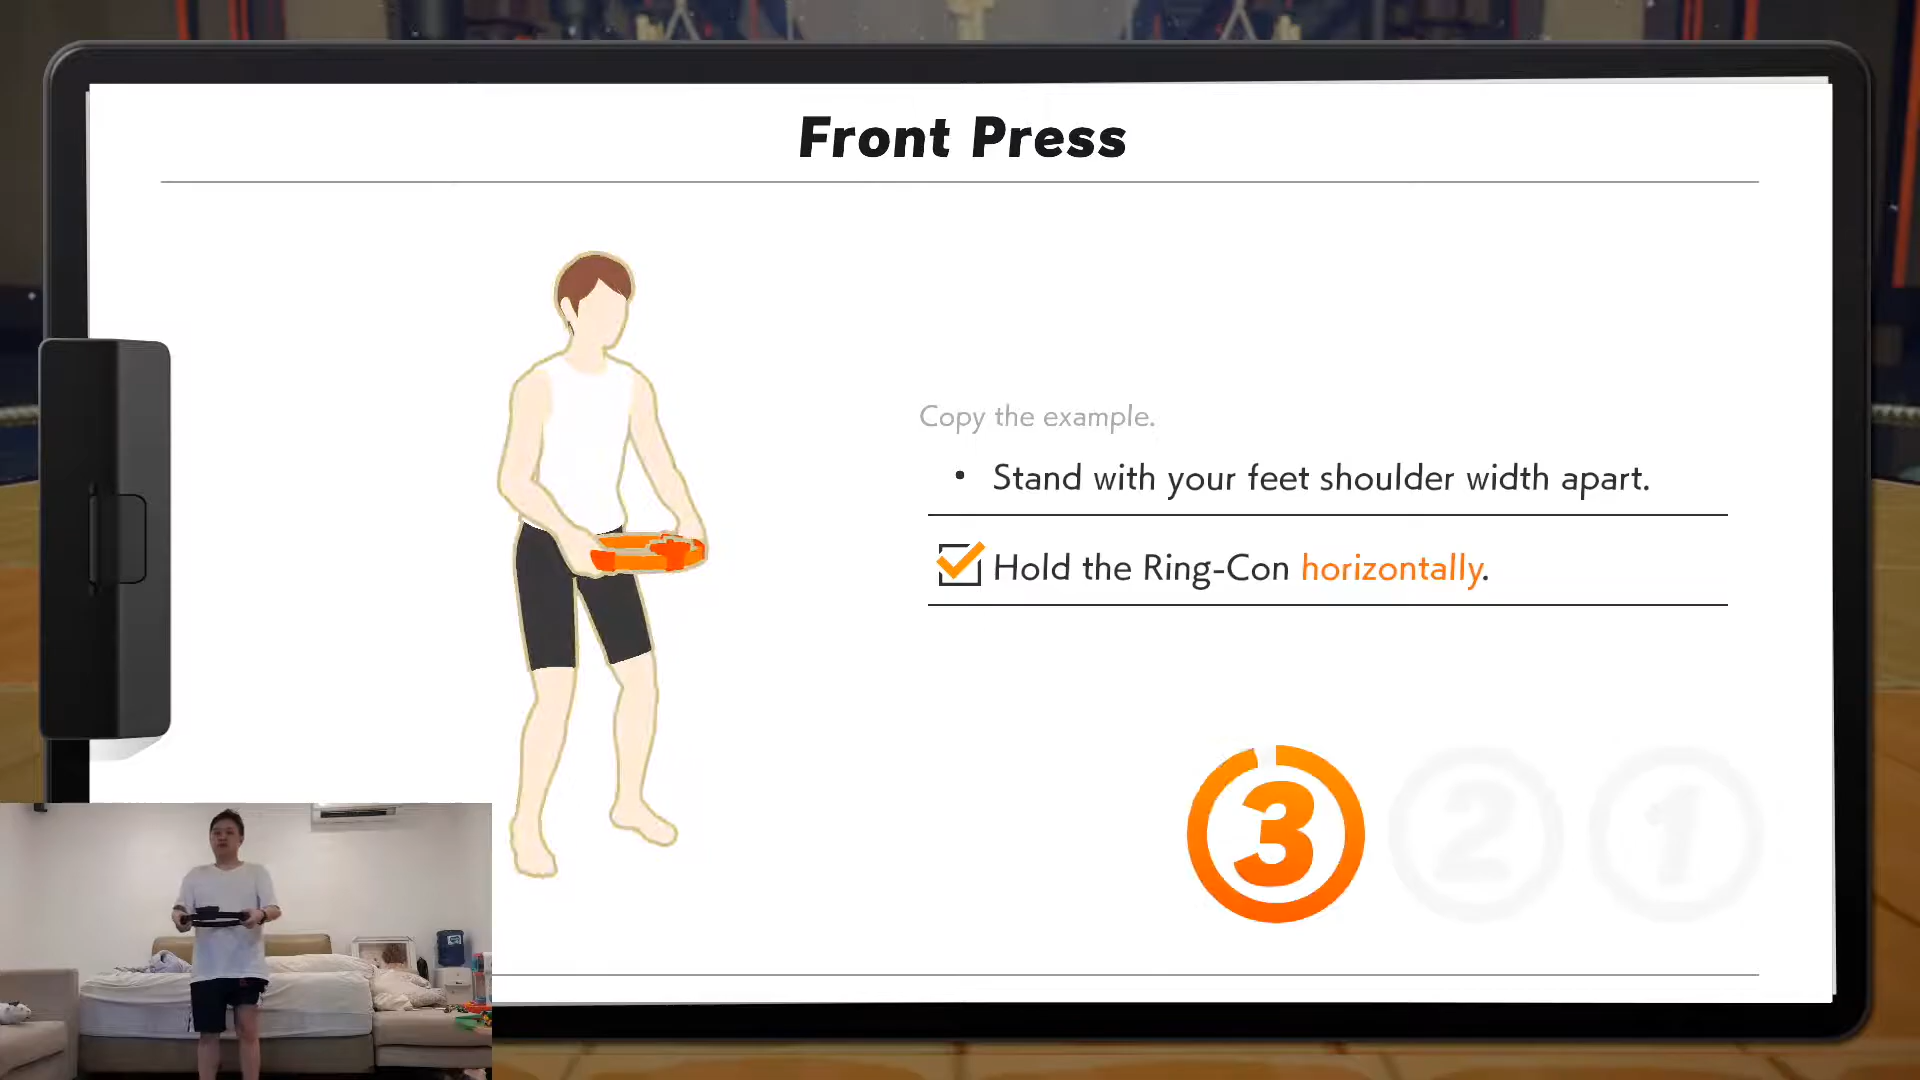 Front Press
Copy the example.
• Stand with your feet shoulder width apart.
Hold the Ring-Con horizontally.
3 2 1